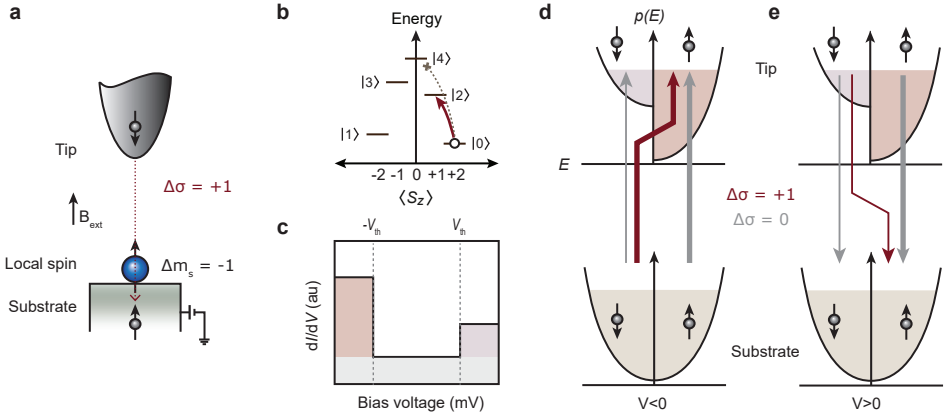 a
Tip
Δσ = +1
B_ext
Local spin
Δm_s = -1
Substrate
b
Energy
|4⟩
|3⟩
|2⟩
|1⟩
|0⟩
-2 -1 0 +1 +2
⟨S_z⟩
c
-V_th V_th
dI/dV (au)
Bias voltage (mV)
d
p(E)
Tip
E
Δσ = +1
Δσ = 0
Substrate
V<0
e
V>0